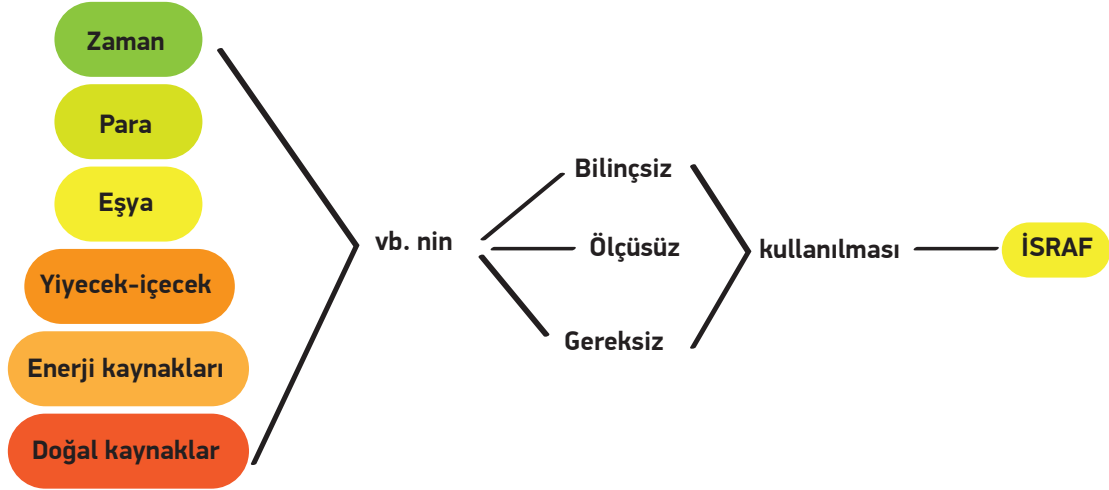 Zaman
Para
Eşya
Yiyecek-içecek
Enerji kaynakları
Doğal kaynaklar
vb. nin
Bilinçsiz
Ölçüsüz
Gereksiz
kullanılması
İSRAF